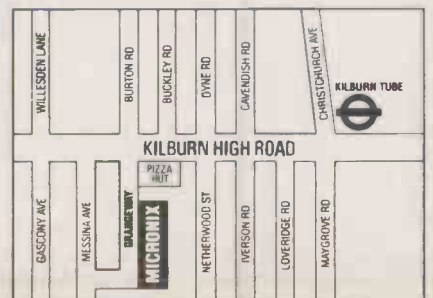 WILLESDEN LANE
BURTON RD
BUCKLEY RD
DYNE RD
CAVENDISH RD
CHRISTCHURCH AVE
KILBURN TUBE
KILBURN HIGH ROAD
PIZZA
HUT
GASCONY AVE
MESSINA AVE
GRANGEWAY
MICRONIX
NETHERWOOD ST
IVERSON RD
LOVERIDGE RD
MAYGROVE RD